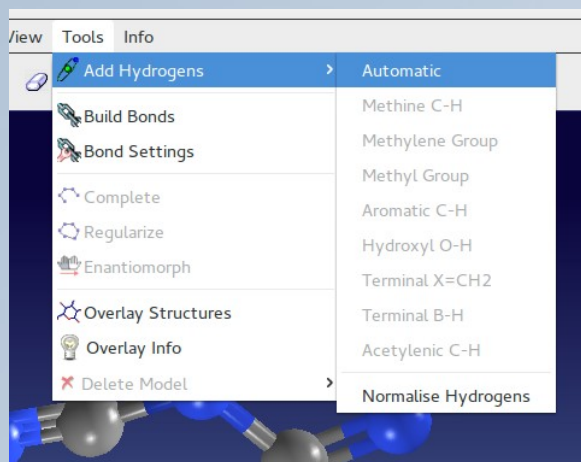 View Tools Info
Add Hydrogens
Build Bonds
Bond Settings
Complete
Regularize
Enantiomorph
Overlay Structures
Overlay Info
Delete Model
Automatic
Methine C-H
Methylene Group
Methyl Group
Aromatic C-H
Hydroxyl O-H
Terminal X=CH2
Terminal B-H
Acetylenic C-H
Normalise Hydrogens